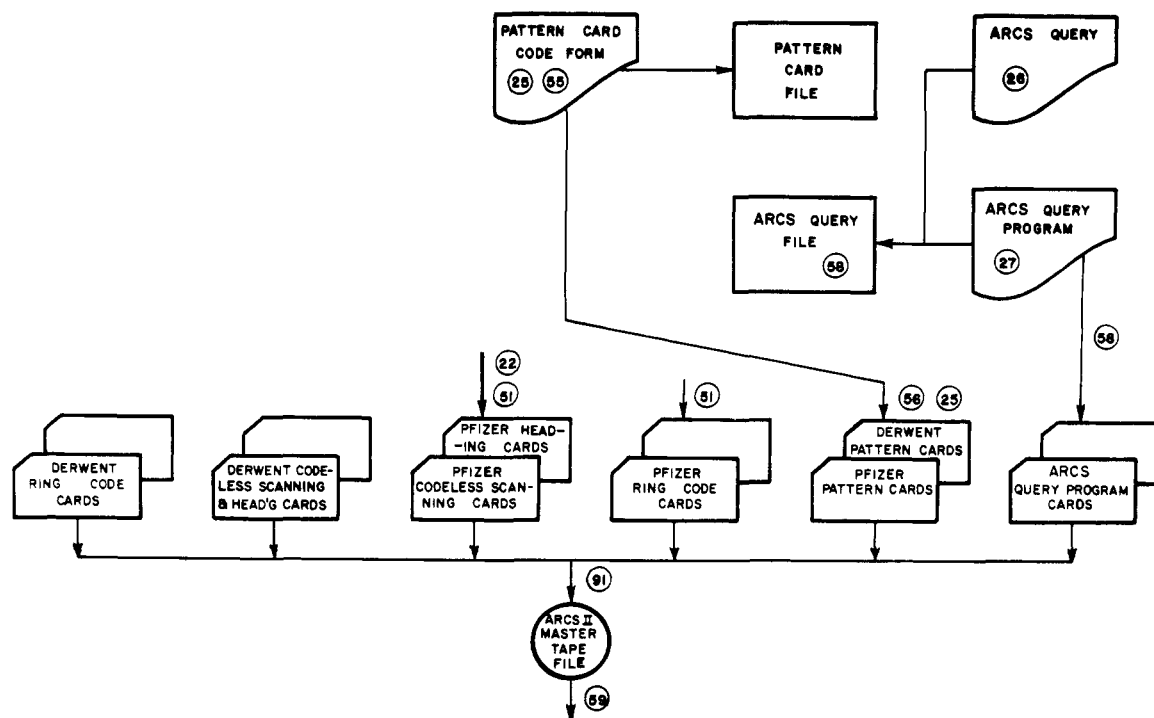 PATTERN CARD
CODE FORM
25 55
PATTERN
CARD
FILE
ARCS QUERY
26
ARCS QUERY
FILE
58
ARCS QUERY
PROGRAM
27
58
22
51
51
56 25
DERWENT
RING CODE
CARDS
DERWENT CODE-
LESS SCANNING
& HEAD'G CARDS
PFIZER HEAD-
-ING CARDS
PFIZER
CODELESS SCAN-
NING CARDS
PFIZER
RING CODE
CARDS
DERWENT
PATTERN CARDS
PFIZER
PATTERN CARDS
ARCS
QUERY PROGRAM
CARDS
91
ARCS II
MASTER
TAPE
FILE
59